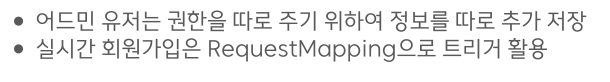 • 어드민 유저는 권한을 따로 주기 위하여 정보를 따로 추가 저장
• 실시간 회원가입은 RequestMapping으로 트리거 활용